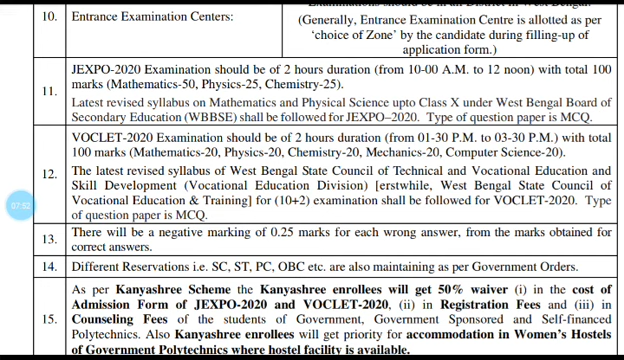 Examinations should be in all District in West Bengal.
10. Entrance Examination Centers: (Generally, Entrance Examination Centre is allotted as per
'choice of Zone' by the candidate during filling-up of
application form.)
JEXPO-2020 Examination should be of 2 hours duration (from 10-00 A.M. to 12 noon) with total 100
marks (Mathematics-50, Physics-25, Chemistry-25).
11.
Latest revised syllabus on Mathematics and Physical Science upto Class X under West Bengal Board of
Secondary Education (WBBSE) shall be followed for JEXPO–2020. Type of question paper is MCQ.
VOCLET-2020 Examination should be of 2 hours duration (from 01-30 P.M. to 03-30 P.M.) with total
100 marks (Mathematics-20, Physics-20, Chemistry-20, Mechanics-20, Computer Science-20).
12. The latest revised syllabus of West Bengal State Council of Technical and Vocational Education and
Skill Development (Vocational Education Division) [erstwhile, West Bengal State Council of
Vocational Education & Training] for (10+2) examination shall be followed for VOCLET-2020. Type
07:52
of question paper is MCQ.
13. There will be a negative marking of 0.25 marks for each wrong answer, from the marks obtained for
correct answers.
14. Different Reservations i.e. SC, ST, PC, OBC etc. are also maintaining as per Government Orders.
As per Kanyashree Scheme the Kanyashree enrollees will get 50% waiver (i) in the cost of
Admission Form of JEXPO-2020 and VOCLET-2020, (ii) in Registration Fees and (iii) in
15. Counseling Fees of the students of Government, Government Sponsored and Self-financed
Polytechnics. Also Kanyashree enrollees will get priority for accommodation in Women's Hostels
of Government Polytechnics where hostel facility is available.